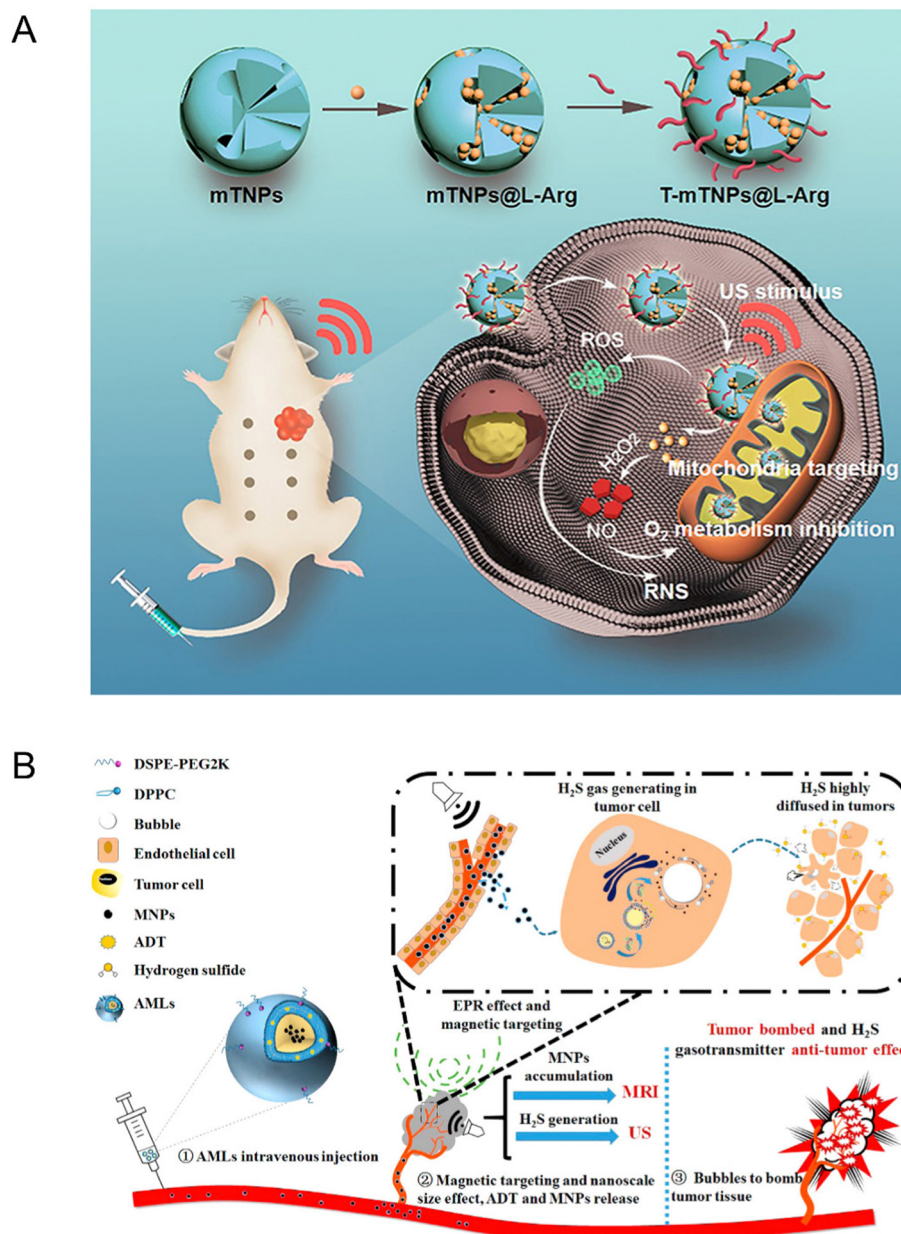 A
mTNPs
mTNPs@L-Arg
T-mTNPs@L-Arg
US stimulus
ROS
H2O2
Mitochondria targeting
NO
O₂ metabolism inhibition
RNS
B
DSPE-PEG2K
DPPC
Bubble
Endothelial cell
Tumor cell
MNPs
ADT
Hydrogen sulfide
AMLs
H₂S gas generating in
tumor cell
Nucleus
H₂S highly
diffused in tumors
EPR effect and
magnetic targeting
MNPs
accumulation
MRI
H₂S generation
US
Tumor bombed and H₂S
gasotransmitter anti-tumor effec
① AMLs intravenous injection
② Magnetic targeting and nanoscale
size effect, ADT and MNPs release
③ Bubbles to bomb
tumor tissue